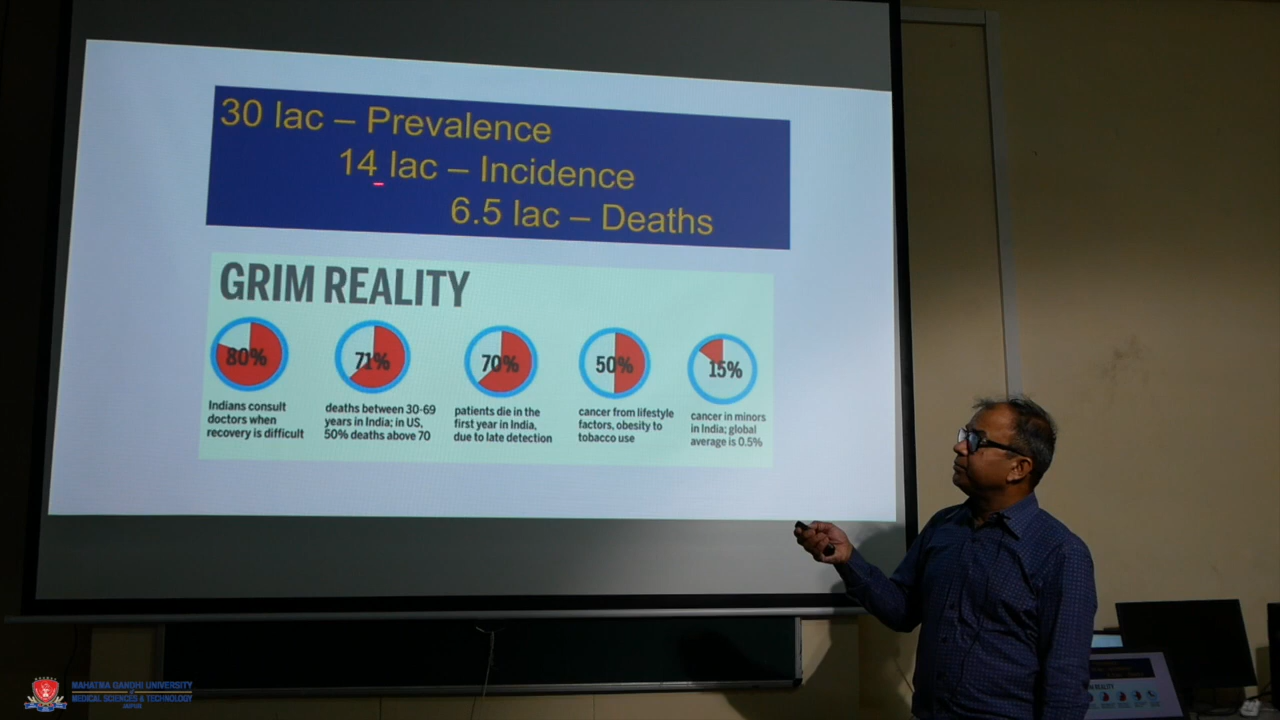 30 lac – Prevalence
14 lac – Incidence
6.5 lac – Deaths
GRIM REALITY
80%
Indians consult
doctors when
recovery is difficult
71%
deaths between 30-69
years in India; in US,
50% deaths above 70
70%
patients die in the
first year in India,
due to late detection
50%
cancer from lifestyle
factors, obesity to
tobacco use
15%
cancer in minors
in India; global
average is 0.5%
MAHATMA GANDHI UNIVERSITY
of
MEDICAL SCIENCES & TECHNOLOGY
JAIPUR